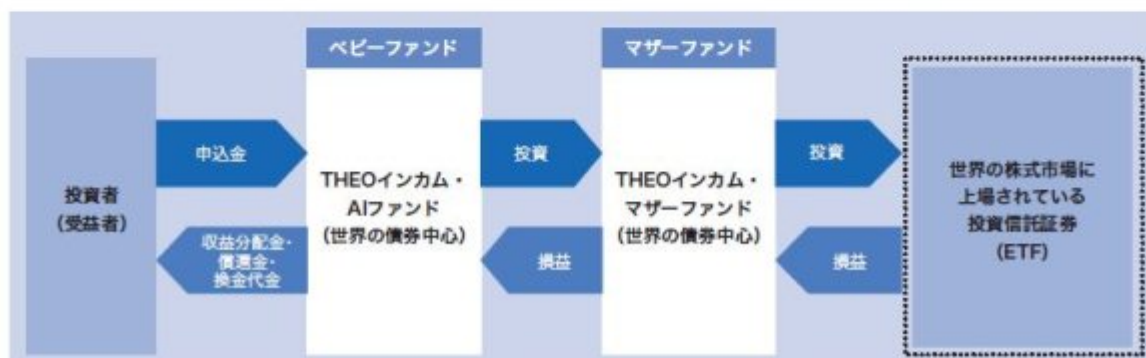 ベビーファンド
マザーファンド
投資者
(受益者)
申込金
収益分配金・
償還金・
換金代金
THEOインカム・
AIファンド
(世界の債券中心)
投資
損益
THEOインカム・
マザーファンド
(世界の債券中心)
投資
損益
世界の株式市場に
上場されている
投資信託証券
(ETF)